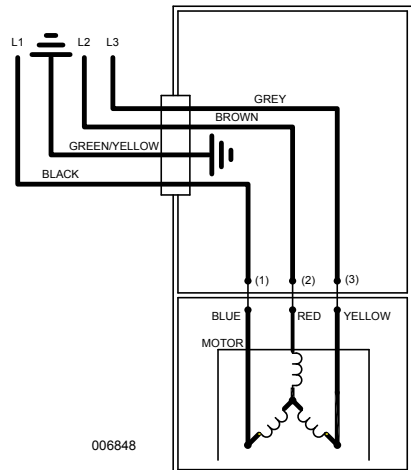 L1 L2 L3
GREY
BROWN
GREEN/YELLOW
BLACK
(1) (2) (3)
BLUE RED YELLOW
MOTOR
006848